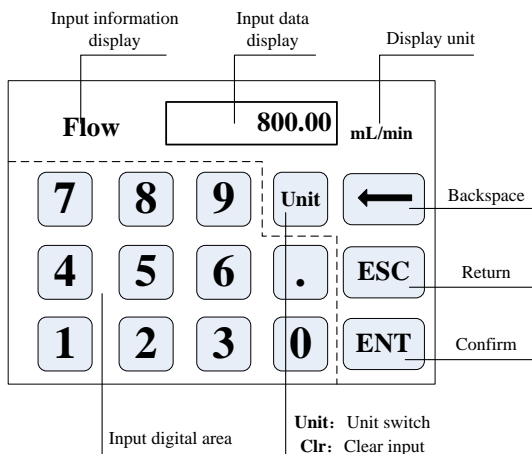 Input information
display
Input data
display
Display unit
Flow
800.00
mL/min
7
8
9
Unit
Backspace
4
5
6
.
ESC
Return
1
2
3
0
ENT
Confirm
Input digital area
Unit： Unit switch
Clr： Clear input